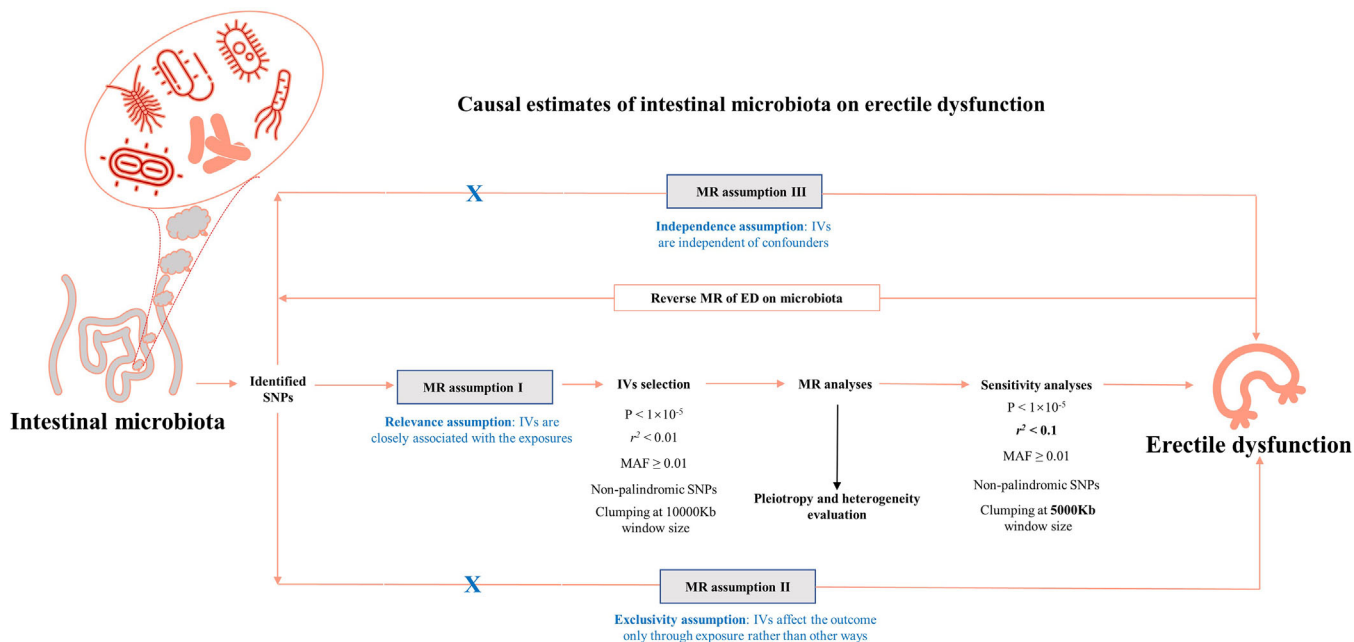 Causal estimates of intestinal microbiota on erectile dysfunction
X
MR assumption III
Independence assumption: IVs
are independent of confounders
Reverse MR of ED on microbiota
Intestinal microbiota
Identified
SNPs
MR assumption I
Relevance assumption: IVs are
closely associated with the exposures
IVs selection
P < 1×10⁻⁵
r² < 0.01
MAF ≥ 0.01
Non-palindromic SNPs
Clumping at 10000Kb
window size
MR analyses
Pleiotropy and heterogeneity
evaluation
Sensitivity analyses
P < 1×10⁻⁵
r² < 0.1
MAF ≥ 0.01
Non-palindromic SNPs
Clumping at 5000Kb
window size
Erectile dysfunction
X
MR assumption II
Exclusivity assumption: IVs affect the outcome
only through exposure rather than other ways